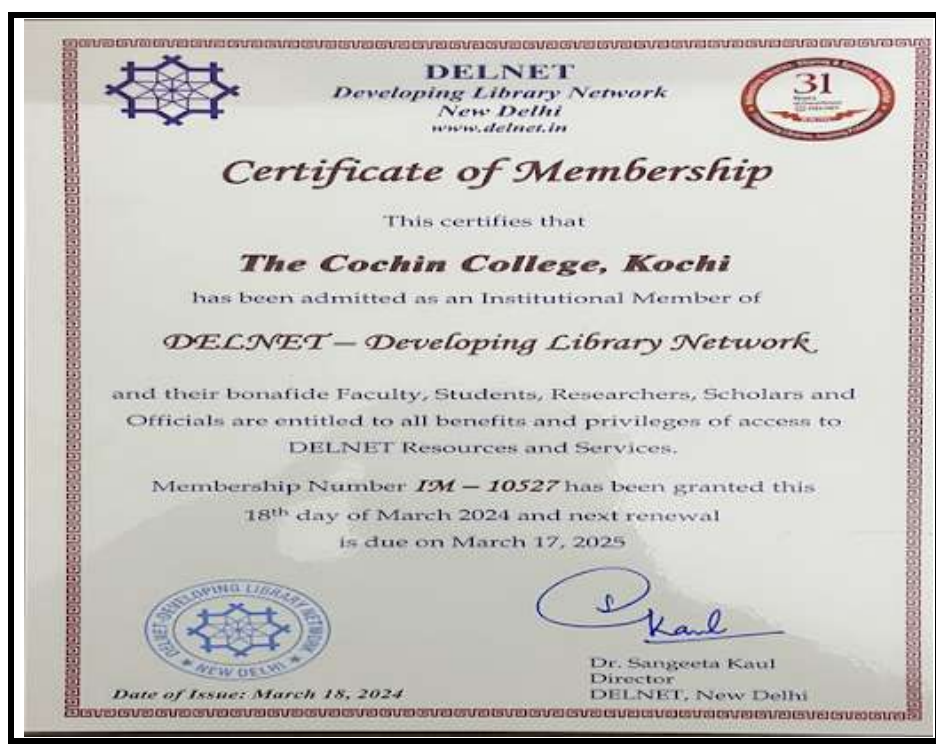 DELNET
Developing Library Network
New Delhi
www.delnet.in
31
Years
Certificate of Membership
This certifies that
The Cochin College, Kochi
has been admitted as an Institutional Member of
DELNET – Developing Library Network
and their bonafide Faculty, Students, Researchers, Scholars and
Officials are entitled to all benefits and privileges of access to
DELNET Resources and Services.
Membership Number IM – 10527 has been granted this
18th day of March 2024 and next renewal
is due on March 17, 2025
DELNET-DEVELOPING LIBRARY NETWORK
NEW DELHI
Kaul
Dr. Sangeeta Kaul
Director
DELNET, New Delhi
Date of Issue: March 18, 2024